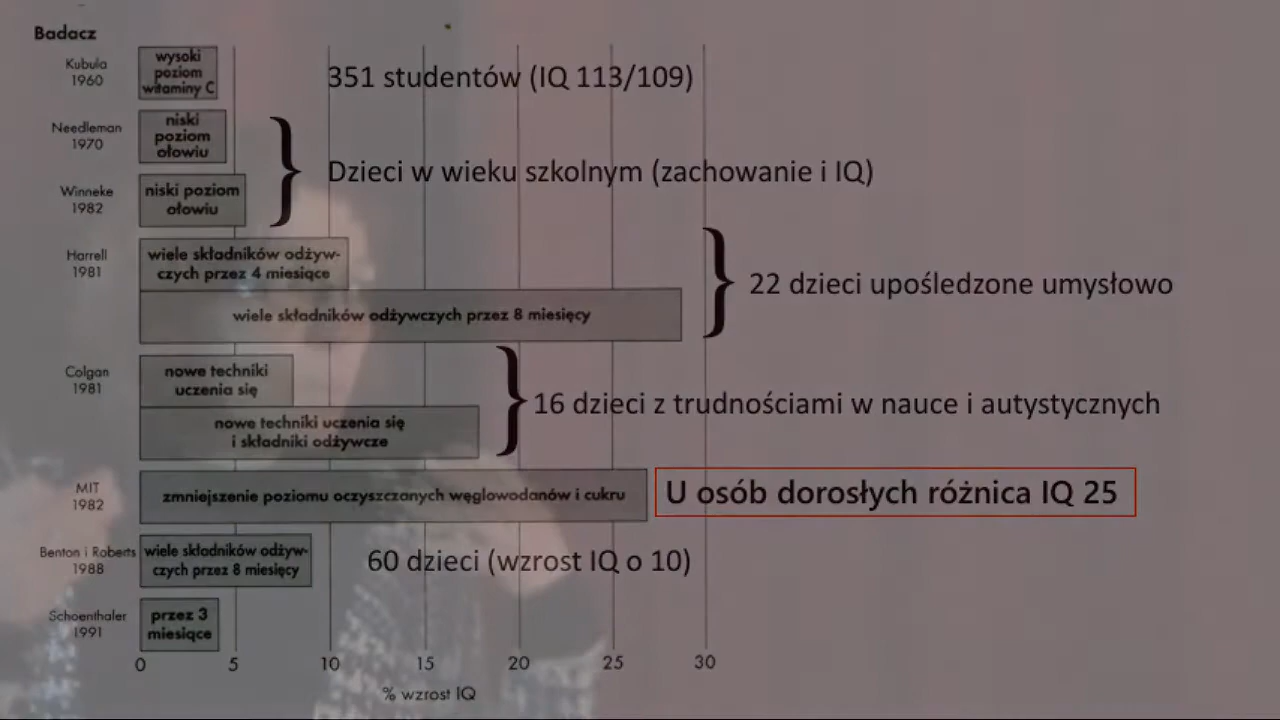 Badacz
Kubula
1960
wysoki
poziom
witaminy C
351 studentów (IQ 113/109)
Needleman
1970
niski
poziom
ołowiu
Dzieci w wieku szkolnym (zachowanie i IQ)
Winneke
1982
niski poziom
ołowiu
Harrell
1981
wiele składników odżyw-
czych przez 4 miesiące
wiele składników odżywczych przez 8 miesięcy
22 dzieci upośledzone umysłowo
Colgan
1981
nowe techniki
uczenia się
nowe techniki uczenia się
i składniki odżywcze
16 dzieci z trudnościami w nauce i autystycznych
MIT
1982
zmniejszenie poziomu oczyszczanych węglowodanów i cukru
U osób dorosłych różnica IQ 25
Benton i Roberts
1988
wiele składników odżyw-
czych przez 8 miesięcy
60 dzieci (wzrost IQ o 10)
Schoenthaler
1991
przez 3
miesiące
0 5 10 15 20 25 30
% wzrost IQ